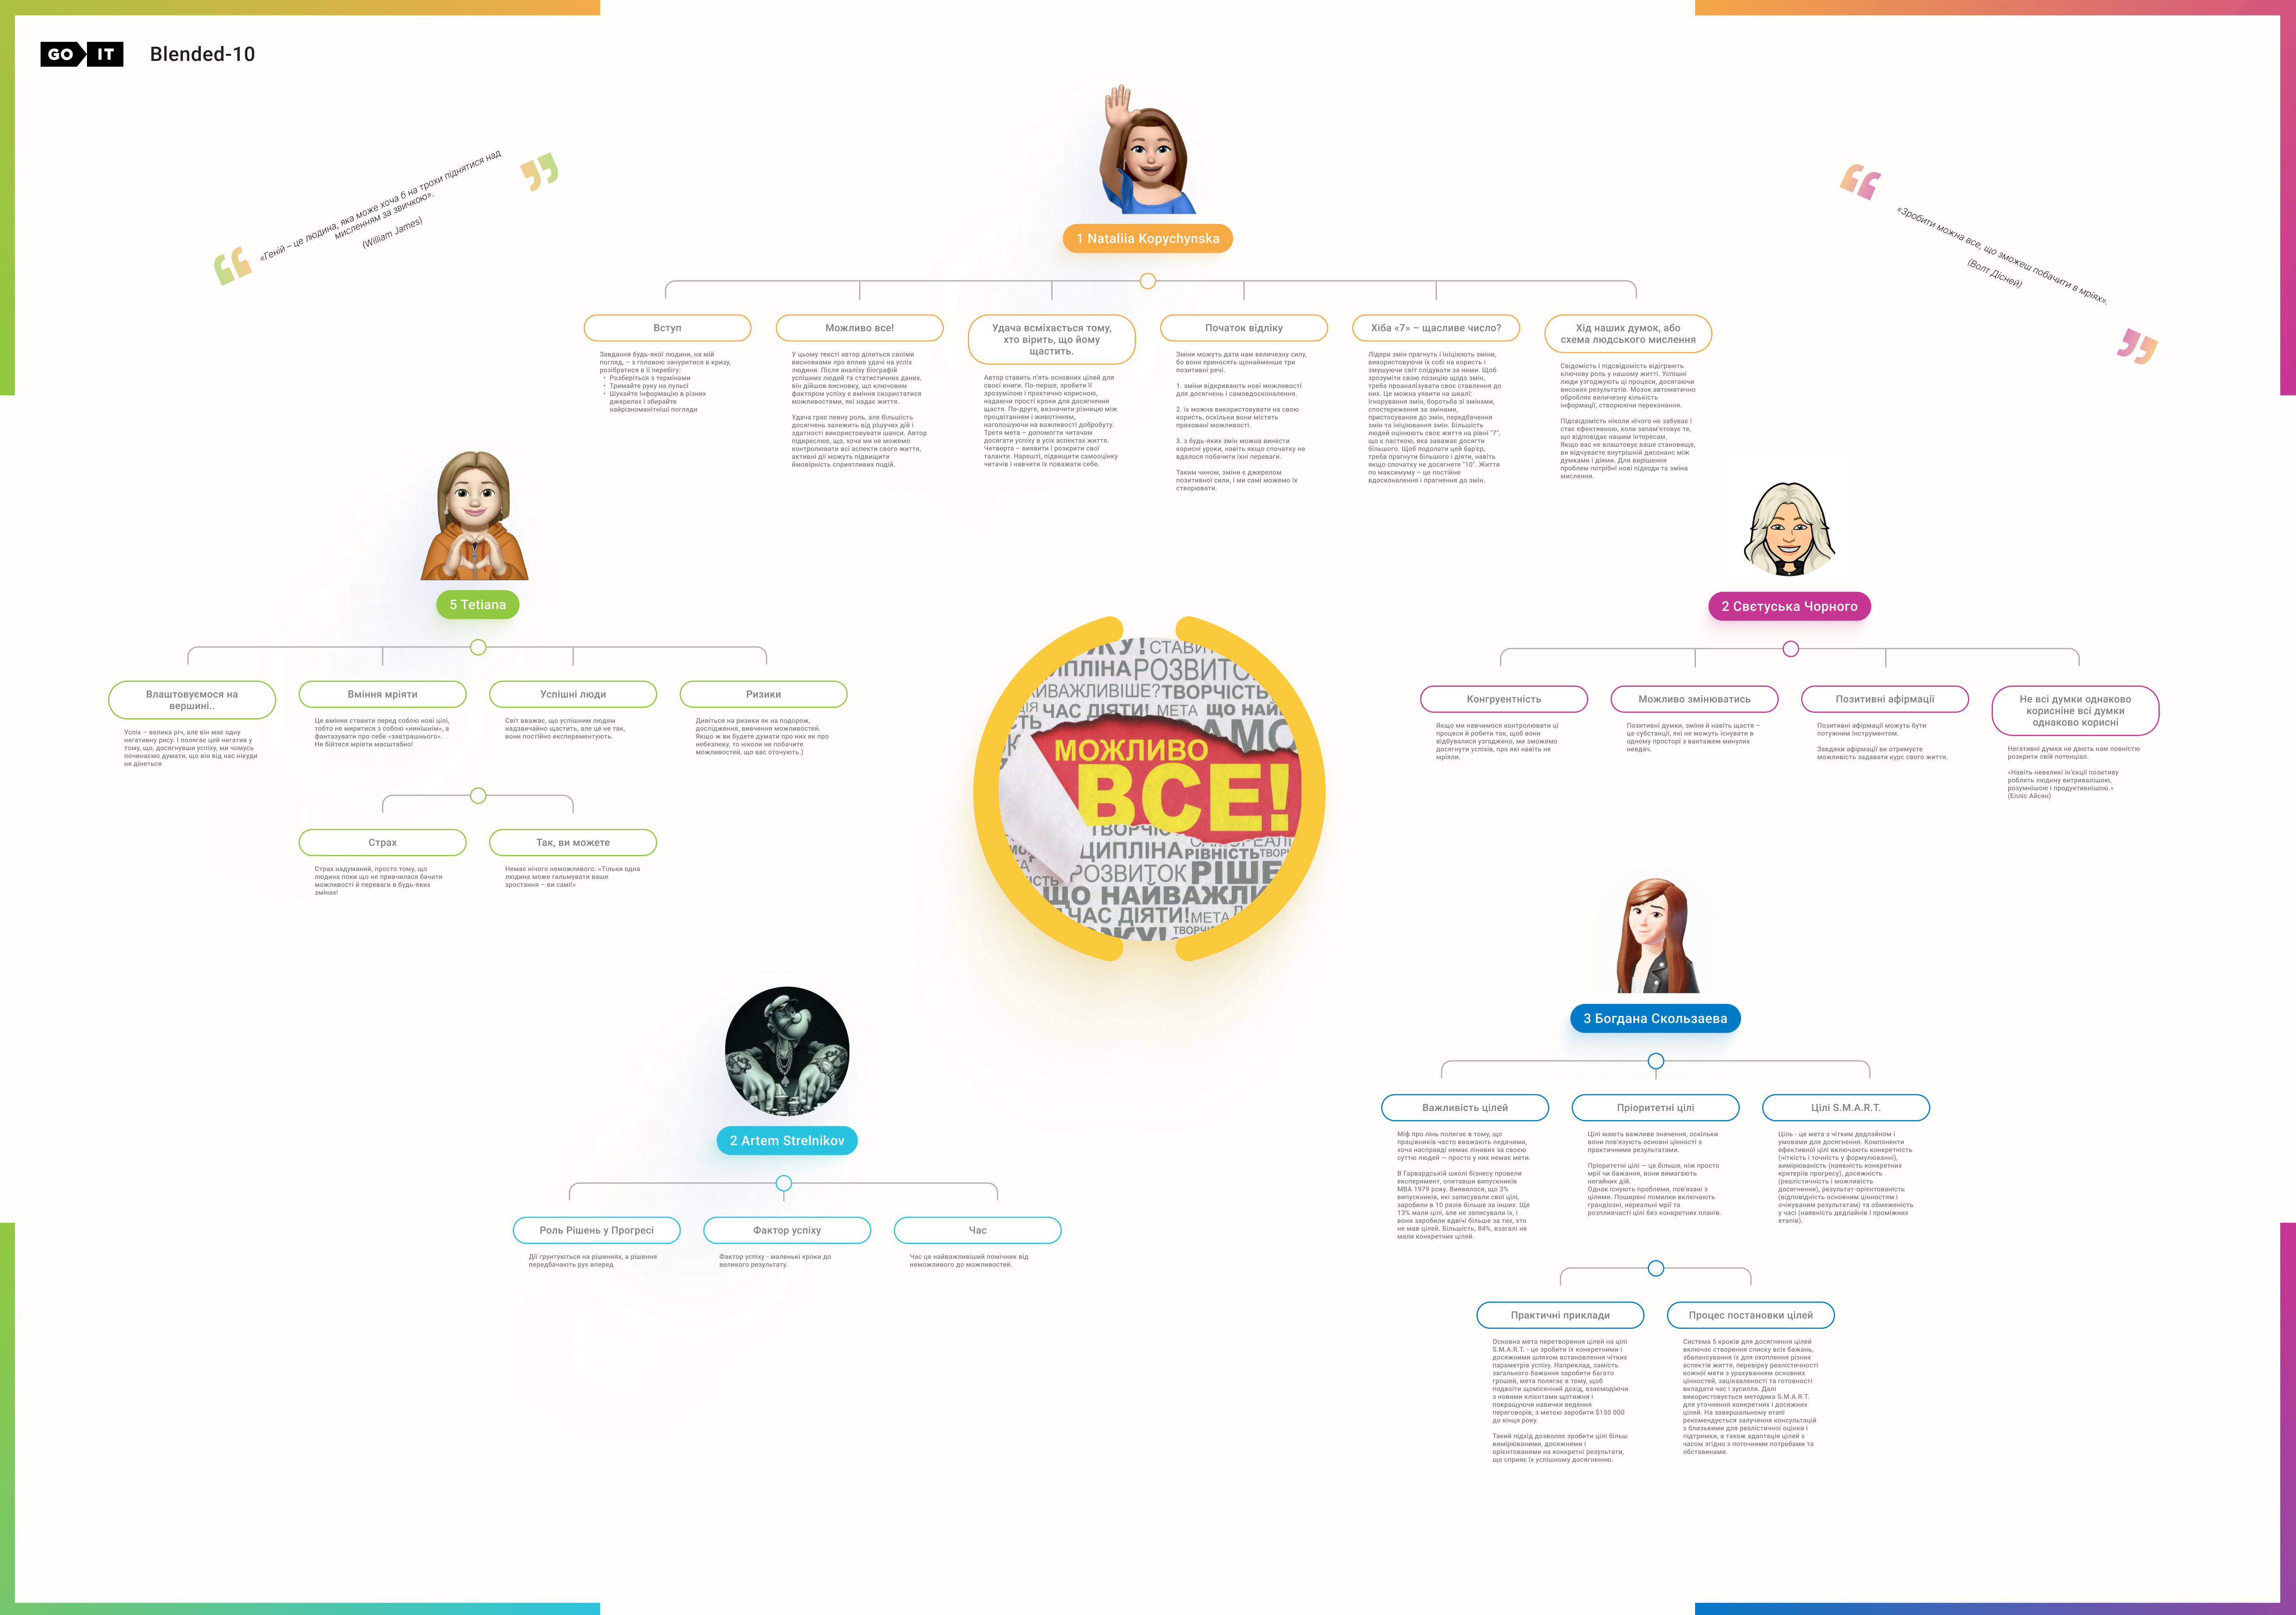 GO IT Blended-10
«Геній – це людина, яка може хоча б на трохи піднятися над
мисленням за звичкою».
(William James)
«Зробити можна все, що зможеш побачити в мріях».
(Волт Дісней)
1 Nataliia Kopychynska
Вступ
Завдання будь-якої людини, на мій
погляд, – з головою зануритися в кризу,
розібратися в її перебігу:
• Розберіться з термінами
• Тримайте руку на пульсі
• Шукайте інформацію в різних
джерелах і збирайте
найрізноманітніші погляди
Можливо все!
У цьому тексті автор ділиться своїми
висновками про вплив удачі на успіх
людини. Після аналізу біографій
успішних людей та статистичних даних,
він дійшов висновку, що ключовим
фактором успіху є вміння скористатися
можливостями, які надає життя.
Удача грає певну роль, але більшість
досягнень залежить від рішучих дій і
здатності використовувати шанси. Автор
підкреслює, що, хоча ми не можемо
контролювати всі аспекти свого життя,
активні дії можуть підвищити
ймовірність сприятливих подій.
Удача всміхається тому,
хто вірить, що йому
щастить.
Автор ставить п'ять основних цілей для
своєї книги. По-перше, зробити її
зрозумілою і практично корисною,
надаючи прості кроки для досягнення
щастя. По-друге, визначити різницю між
процвітанням і животінням,
наголошуючи на важливості добробуту.
Третя мета – допомогти читачам
досягати успіху в усіх аспектах життя.
Четверта – виявити і розкрити свої
таланти. Нарешті, підвищити самооцінку
читачів і навчити їх поважати себе.
Початок відліку
Зміни можуть дати нам величезну силу,
бо вони приносять щонайменше три
позитивні речі.
1. зміни відкривають нові можливості
для досягнень і самовдосконалення.
2. їх можна використовувати на свою
користь, оскільки вони містять
приховані можливості.
3. з будь-яких змін можна винести
корисні уроки, навіть якщо спочатку не
вдалося побачити їхні переваги.
Таким чином, зміни є джерелом
позитивної сили, і ми самі можемо їх
створювати.
Хіба «7» – щасливе число?
Лідери змін прагнуть і ініціюють зміни,
використовуючи їх собі на користь і
змушуючи світ слідувати за ними. Щоб
зрозуміти свою позицію щодо змін,
треба проаналізувати своє ставлення до
них. Це можна уявити на шкалі:
ігнорування змін, боротьба зі змінами,
спостереження за змінами,
пристосування до змін, передбачення
змін та ініціювання змін. Більшість
людей оцінюють своє життя на рівні "7",
що є пасткою, яка заважає досягти
більшого. Щоб подолати цей бар'єр,
треба прагнути більшого і діяти, навіть
якщо спочатку не досягнете "10". Життя
по максимуму – це постійне
вдосконалення і прагнення до змін.
Хід наших думок, або
схема людського мислення
Свідомість і підсвідомість відіграють
ключову роль у нашому житті. Успішні
люди узгоджують ці процеси, досягаючи
високих результатів. Мозок автоматично
обробляє величезну кількість
інформації, створюючи переконання.
Підсвідомість ніколи нічого не забуває і
стає ефективною, коли запам'ятовує те,
що відповідає нашим інтересам.
Якщо вас не влаштовує ваше становище,
ви відчуваєте внутрішній дисонанс між
думками і діями. Для вирішення
проблем потрібні нові підходи та зміна
мислення.
5 Tetiana
Влаштовуємося на
вершині..
Успіх – велика річ, але він має одну
негативну рису. І полягає цей негатив у
тому, що, досягнувши успіху, ми чомусь
починаємо думати, що він від нас нікуди
не дінеться
Вміння мріяти
Це вміння ставити перед собою нові цілі,
тобто не миритися з собою «нинішнім», а
фантазувати про себе «завтрашнього».
Не бійтеся мріяти масштабно!
Успішні люди
Світ вважає, що успішним людям
надзвичайно щастить, але це не так,
вони постійно експерементують.
Ризики
Дивіться на ризики як на подорож,
дослідження, вивчення можливостей.
Якщо ж ви будете думати про них як про
небезпеку, то ніколи не побачите
можливостей, що вас оточують.)
Страх
Страх надуманий, просто тому, що
людина поки що не привчилася бачити
можливості й переваги в будь-яких
змінах!
Так, ви можете
Немає нічого неможливого. «Тільки одна
людина може гальмувати ваше
зростання – ви самі!»
СТАВИ
ИПЛІНА РОЗВИТО
ИВАЖЛИВІШЕ? ТВОРЧІСТЬ
ЧАС ДІЯТИ! МЕТА ЩО НАЙ
МОЖЛИВО
ВСЕ!
ЦИПЛІНА РІВНІСТЬ ТВОР
РОЗВИТОК РІШЕ
ЩО НАЙВАЖЛИ
ЧАС ДІЯТИ! МЕТА
2 Свєтуська Чорного
Конгруентність
Якщо ми навчимося контролювати ці
процеси й робити так, щоб вони
відбувалися узгоджено, ми зможемо
досягнути успіхів, про які навіть не
мріяли.
Можливо змінюватись
Позитивні думки, зміни й навіть щастя –
це субстанції, які не можуть існувати в
одному просторі з вантажем минулих
невдач.
Позитивні афірмації
Позитивні афірмації можуть бути
потужним інструментом.
Завдяки афірмації ви отримуєте
можливість задавати курс свого життя.
Не всі думки однаково
корисніне всі думки
однаково корисні
Негативні думки не дають нам повністю
розкрити свій потенціал.
«Навіть невеликі ін'єкції позитиву
роблять людину витривалішою,
розумнішою і продуктивнішою.»
(Елліс Айсен)
3 Богдана Скользаева
Важливість цілей
Міф про лінь полягає в тому, що
працівників часто вважають ледачими,
хоча насправді немає лінивих за своєю
суттю людей — просто у них немає мети.
В Гарвардській школі бізнесу провели
експеримент, опитавши випускників
MBA 1979 року. Виявилося, що 3%
випускників, які записували свої цілі,
заробили в 10 разів більше за інших. Ще
13% мали цілі, але не записували їх, і
вони заробили вдвічі більше за тих, хто
не мав цілей. Більшість, 84%, взагалі не
мали конкретних цілей.
Пріоритетні цілі
Цілі мають важливе значення, оскільки
вони пов'язують основні цінності з
практичними результатами.
Пріоритетні цілі — це більше, ніж просто
мрії чи бажання, вони вимагають
негайних дій.
Однак існують проблеми, пов'язані з
цілями. Поширені помилки включають
грандіозні, нереальні мрії та
розпливчасті цілі без конкретних планів.
Цілі S.M.A.R.T.
Ціль - це мета з чітким дедлайном і
умовами для досягнення. Компоненти
ефективної цілі включають конкретність
(чіткість і точність у формулюванні),
вимірюваність (наявність конкретних
критеріїв прогресу), досяжність
(реалістичність і можливість
досягнення), результат-орієнтованість
(відповідність основним цінностям і
очікуваним результатам) та обмеженість
у часі (наявність дедлайнів і проміжних
етапів).
Практичні приклади
Основна мета перетворення цілей на цілі
S.M.A.R.T. - це зробити їх конкретними і
досяжними шляхом встановлення чітких
параметрів успіху. Наприклад, замість
загального бажання заробити багато
грошей, мета полягає в тому, щоб
подвоїти щомісячний дохід, взаємодіючи
з новими клієнтами щотижня і
покращуючи навички ведення
переговорів, з метою заробити $150 000
до кінця року.
Такий підхід дозволяє зробити цілі більш
вимірюваними, досяжними і
орієнтованими на конкретні результати,
що сприяє їх успішному досягненню.
Процес постановки цілей
Система 5 кроків для досягнення цілей
включає створення списку всіх бажань,
збалансування їх для охоплення різних
аспектів життя, перевірку реалістичності
кожної мети з урахуванням основних
цінностей, зацікавленості та готовності
вкладати час і зусилля. Далі
використовується методика S.M.A.R.T.
для уточнення конкретних і досяжних
цілей. На завершальному етапі
рекомендується залучення консультацій
з близькими для реалістичної оцінки і
підтримки, а також адаптація цілей з
часом згідно з поточними потребами та
обставинами.
2 Artem Strelnikov
Роль Рішень у Прогресі
Дії ґрунтуються на рішеннях, а рішення
передбачають рух вперед
Фактор успіху
Фактор успіху - маленькі кроки до
великого результату.
Час
Час це найважливіший помічник від
неможливого до можливостей.